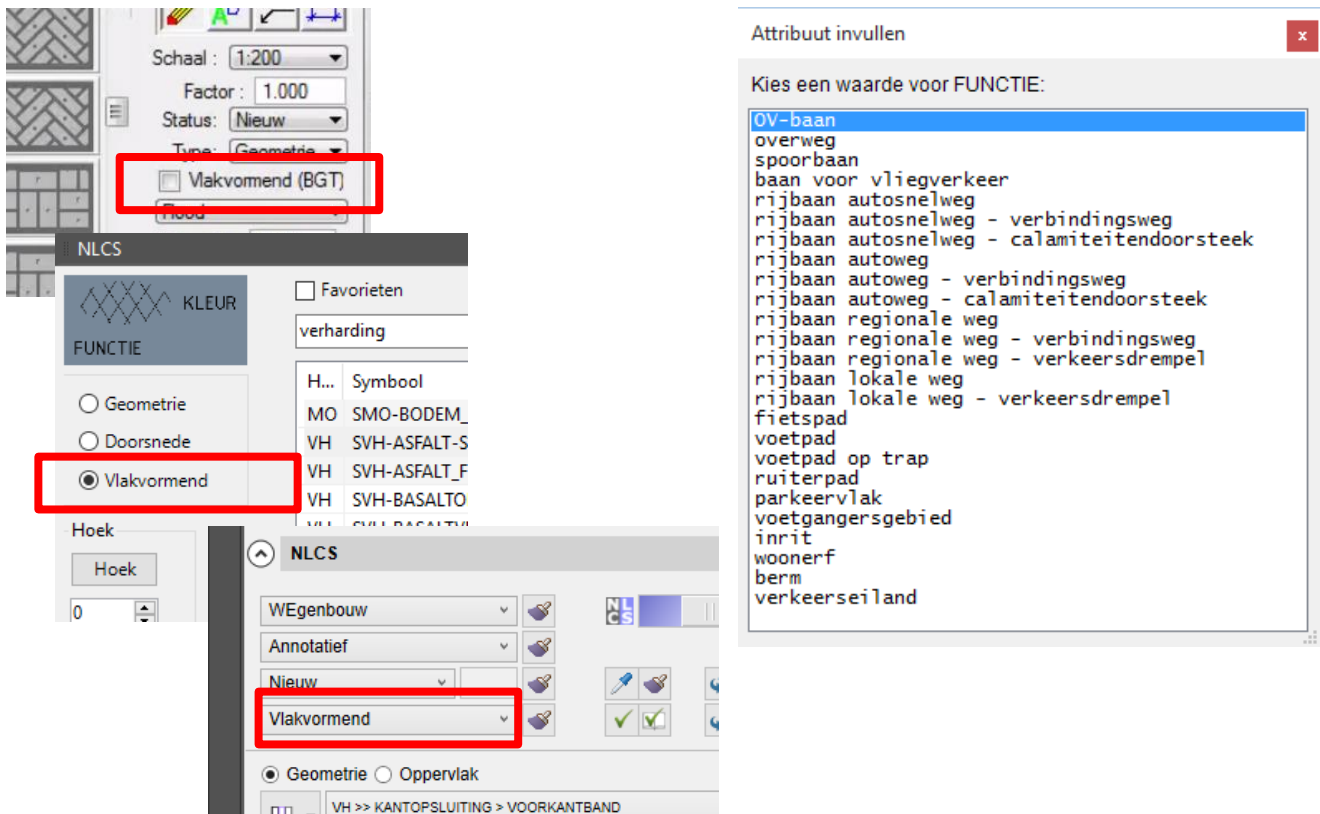 Schaal : 1:200
Factor : 1.000
Status: Nieuw
Type: Geometrie
Vlakvormend (BGT)
Rood
NLCS
KLEUR
FUNCTIE
Favorieten
verharding
H... Symbool
Geometrie
MO SMO-BODEM_
Doorsnede
VH SVH-ASFALT-S
Vlakvormend
VH SVH-ASFALT_F
VH SVH-BASALTO
Hoek
Hoek
0
NLCS
WEgenbouw
NLCS
Annotatief
Nieuw
Vlakvormend
Geometrie Oppervlak
VH >> KANTOPSLUITING > VOORKANTBAND
Attribuut invullen
x
Kies een waarde voor FUNCTIE:
OV-baan
overweg
spoorbaan
baan voor vliegverkeer
rijbaan autosnelweg
rijbaan autosnelweg - verbindingsweg
rijbaan autosnelweg - calamiteitendoorsteek
rijbaan autoweg
rijbaan autoweg - verbindingsweg
rijbaan autoweg - calamiteitendoorsteek
rijbaan regionale weg
rijbaan regionale weg - verbindingsweg
rijbaan regionale weg - verkeersdrempel
rijbaan lokale weg
rijbaan lokale weg - verkeersdrempel
fietspad
voetpad
voetpad op trap
ruiterpad
parkeervlak
voetgangersgebied
inrit
woonerf
berm
verkeerseiland